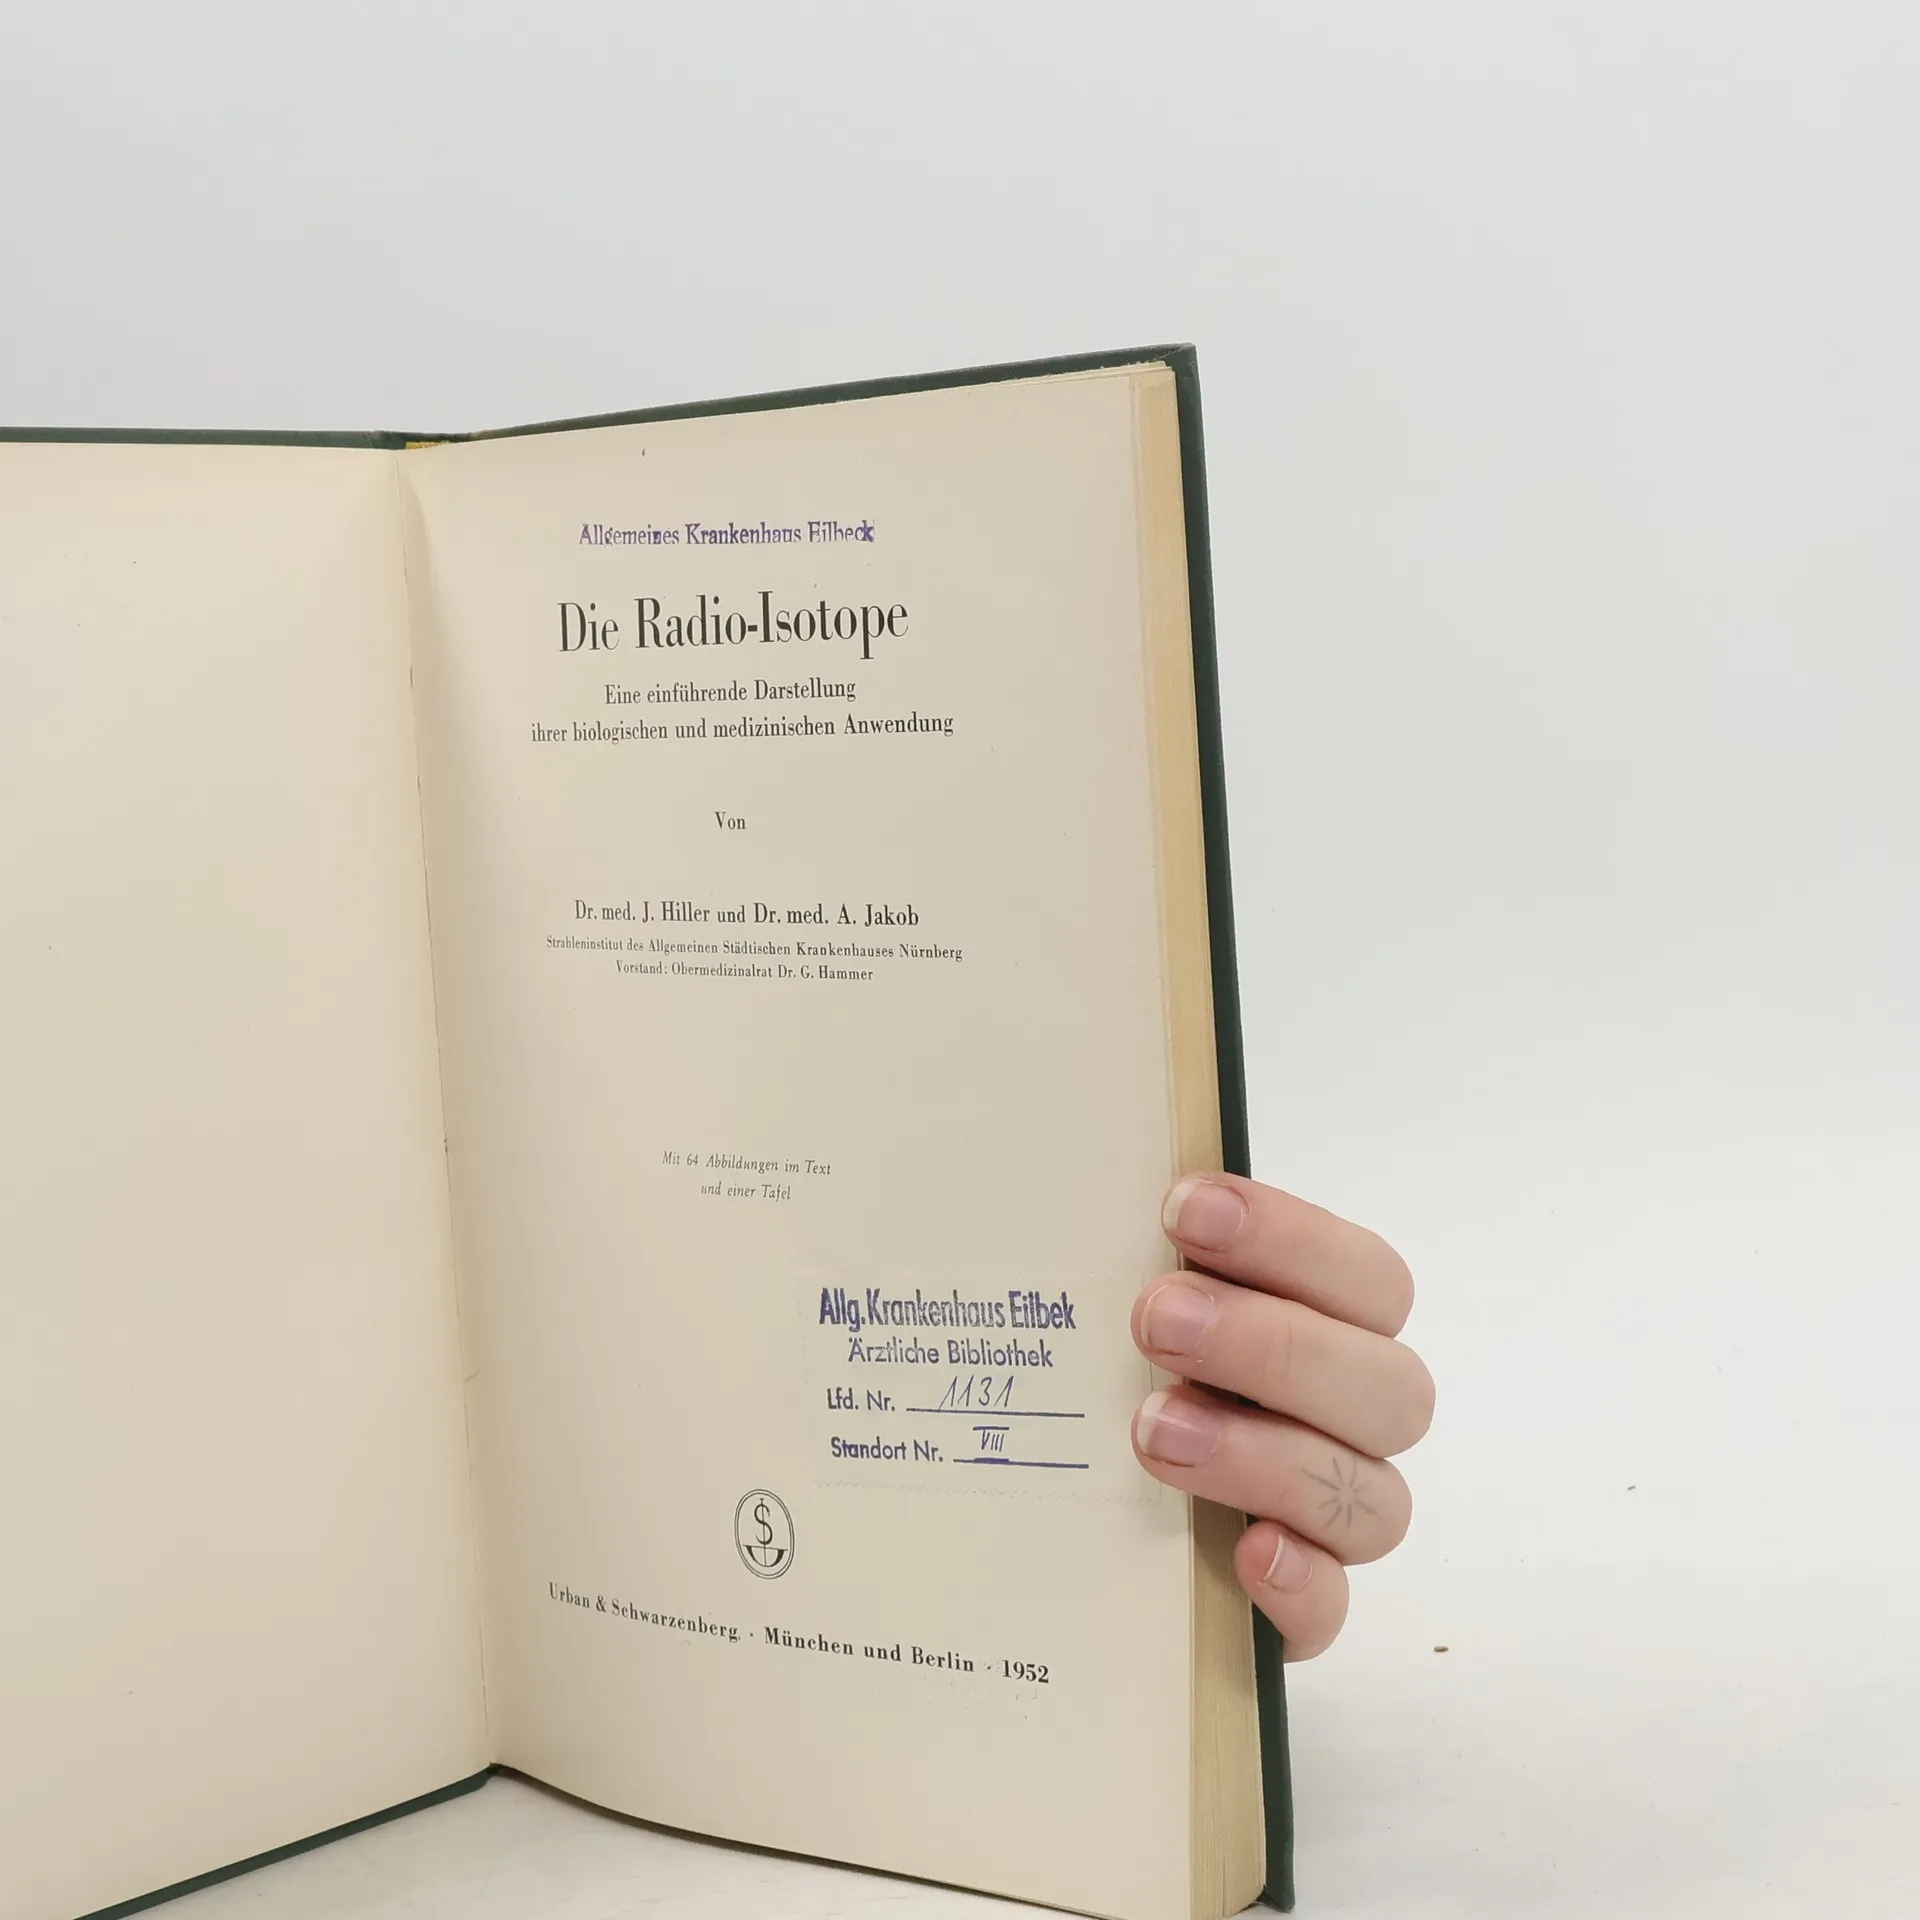 Allgemeines Krankenhaus Eilbeck
Die Radio-Isotope
Eine einführende Darstellung
ihrer biologischen und medizinischen Anwendung
Von
Dr. med. J. Hiller und Dr. med. A. Jakob
Strahleninstitut des Allgemeinen Städtischen Krankenhauses Nürnberg
Vorstand: Obermedizinalrat Dr. G. Hammer
Mit 64 Abbildungen im Text
und einer Tafel
Allg. Krankenhaus Eilbek
Ärztliche Bibliothek
Lfd. Nr. 1131
Standort Nr. VIII
Urban & Schwarzenberg · München und Berlin · 1952